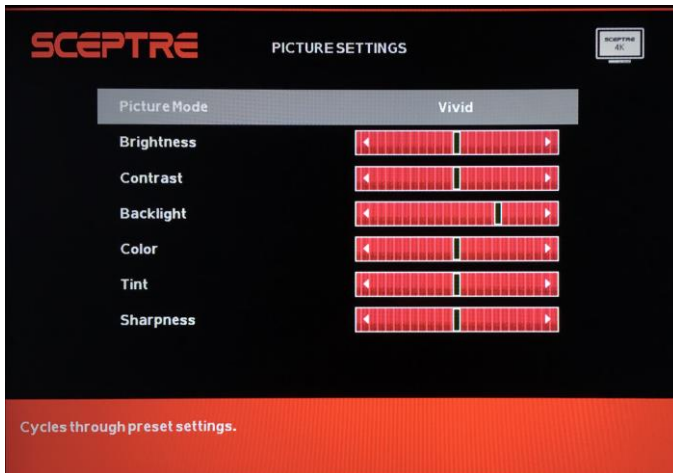 SCEPTRE
PICTURE SETTINGS
SCEPTRE
4K
Picture Mode Vivid
Brightness
Contrast
Backlight
Color
Tint
Sharpness
Cycles through preset settings.